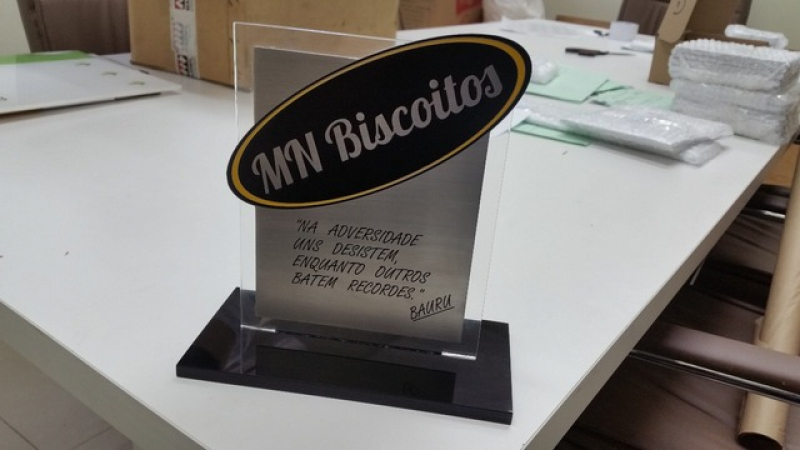 MN Biscoitos
"NA ADVERSIDADE
UNS DESISTEM,
ENQUANTO OUTROS
BATEM RECORDES."
BAURU